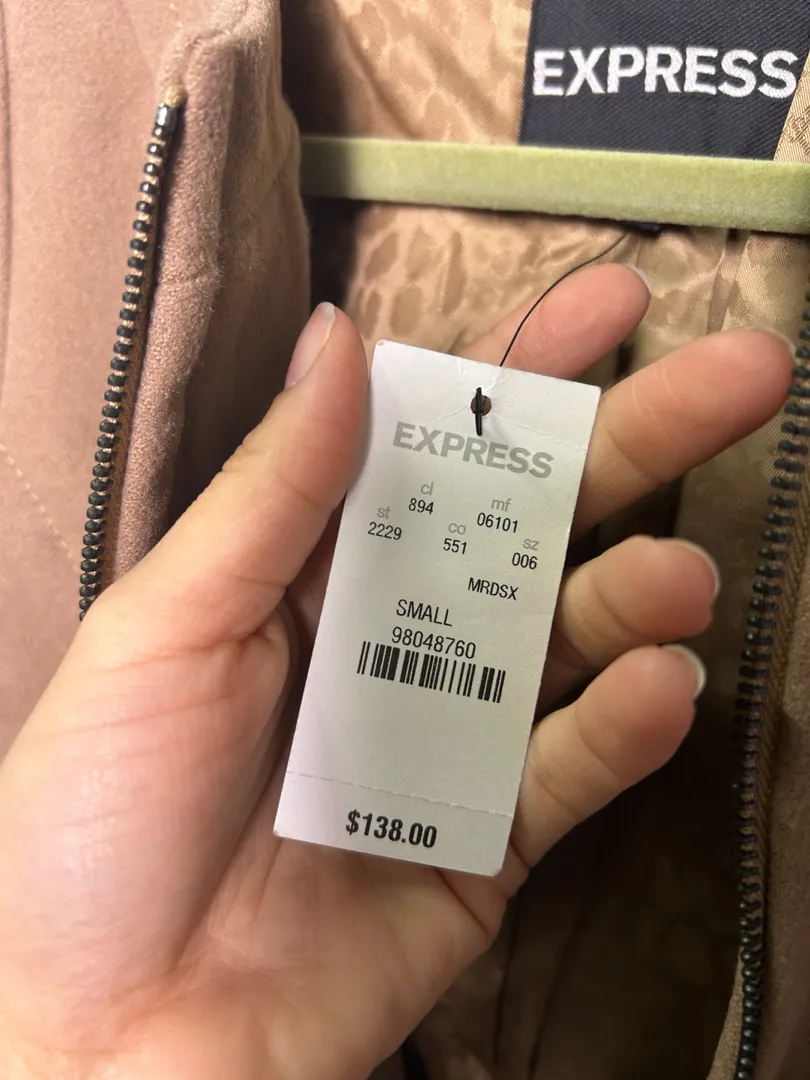 EXPRESS
EXPRESS
cl mf
894 06101
st co sz
2229 551 006
MRDSX
SMALL
98048760
$138.00